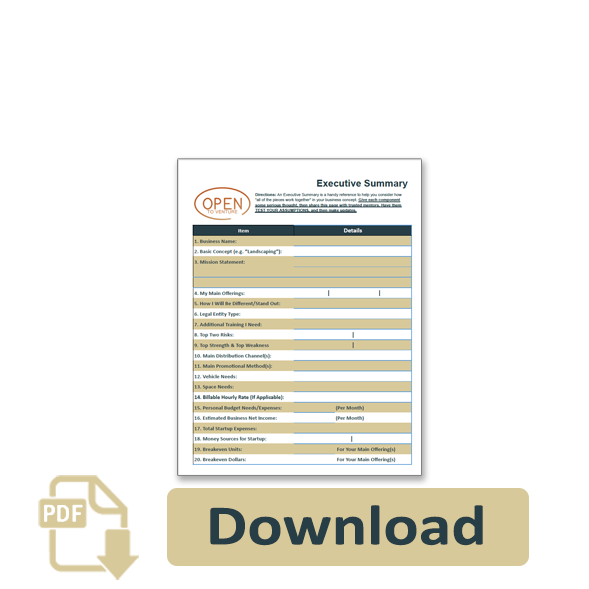 Executive Summary
OPEN
TO VENTURE
Directions: An Executive Summary is a handy reference to help you consider how
"all of the pieces work together" in your business concept. Give each component
some serious thought, then share this page with trusted mentors. Have them
TEST YOUR ASSUMPTIONS, and then make updates.
Item Details
1. Business Name:
2. Basic Concept (e.g. "Landscaping"):
3. Mission Statement:
4. My Main Offerings: | |
5. How I Will Be Different/Stand Out:
6. Legal Entity Type:
7. Additional Training I Need:
8. Top Two Risks: |
9. Top Strength & Top Weakness |
10. Main Distribution Channel(s):
11. Main Promotional Method(s):
12. Vehicle Needs:
13. Space Needs:
14. Billable Hourly Rate (If Applicable):
15. Personal Budget Needs/Expenses: (Per Month)
16. Estimated Business Net Income: (Per Month)
17. Total Startup Expenses:
18. Money Sources for Startup: |
19. Breakeven Units: For Your Main Offering(s)
20. Breakeven Dollars: For Your Main Offering(s)
PDF
Download